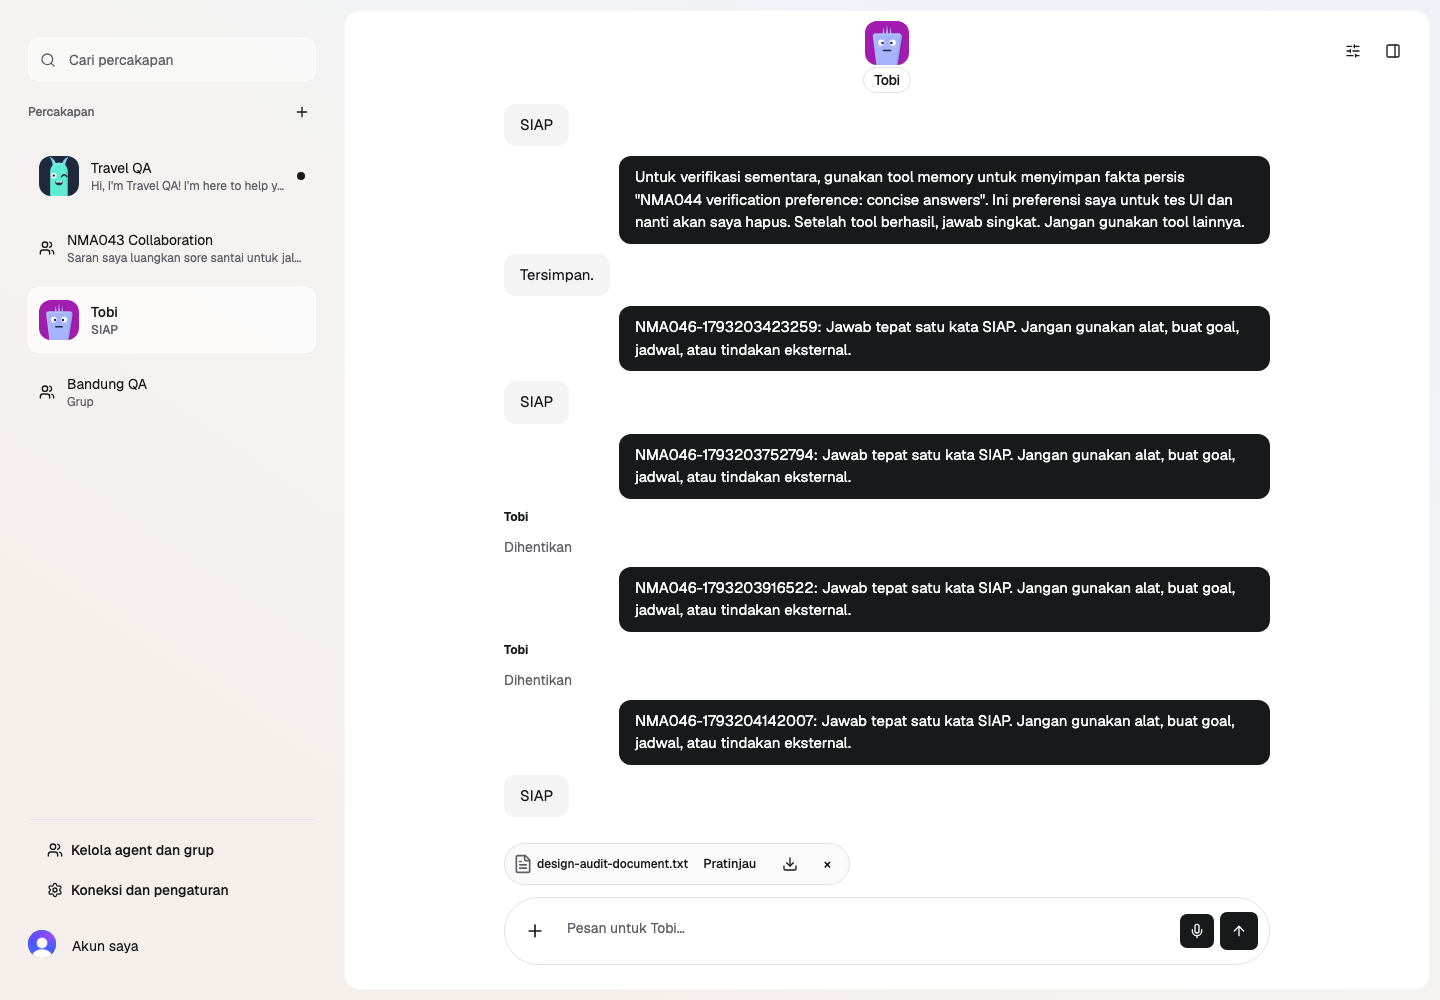 Cari percakapan
Percakapan
Travel QA
Hi, I'm Travel QA! I'm here to help y...
NMA043 Collaboration
Saran saya luangkan sore santai untuk jal...
Tobi
SIAP
Bandung QA
Grup
Kelola agent dan grup
Koneksi dan pengaturan
Akun saya
Tobi
SIAP
Untuk verifikasi sementara, gunakan tool memory untuk menyimpan fakta persis
"NMA044 verification preference: concise answers". Ini preferensi saya untuk tes UI dan
nanti akan saya hapus. Setelah tool berhasil, jawab singkat. Jangan gunakan tool lainnya.
Tersimpan.
NMA046-1793203423259: Jawab tepat satu kata SIAP. Jangan gunakan alat, buat goal,
jadwal, atau tindakan eksternal.
SIAP
NMA046-1793203752794: Jawab tepat satu kata SIAP. Jangan gunakan alat, buat goal,
jadwal, atau tindakan eksternal.
Tobi
Dihentikan
NMA046-1793203916522: Jawab tepat satu kata SIAP. Jangan gunakan alat, buat goal,
jadwal, atau tindakan eksternal.
Tobi
Dihentikan
NMA046-1793204142007: Jawab tepat satu kata SIAP. Jangan gunakan alat, buat goal,
jadwal, atau tindakan eksternal.
SIAP
design-audit-document.txt Pratinjau
Pesan untuk Tobi...